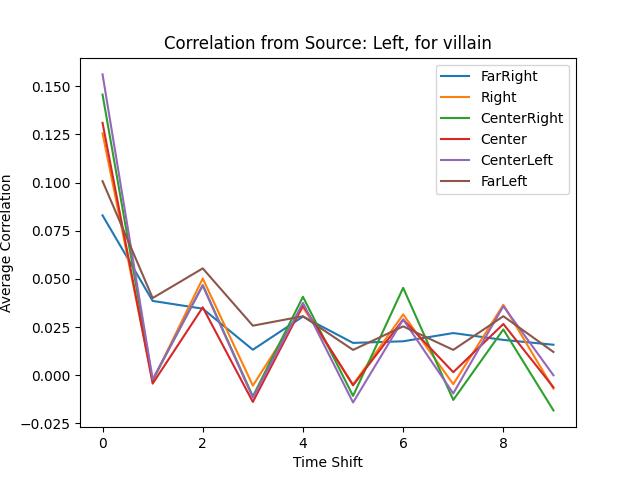 Correlation from Source: Left, for villain
Average Correlation
0.150
0.125
0.100
0.075
0.050
0.025
0.000
−0.025
FarRight
Right
CenterRight
Center
CenterLeft
FarLeft
0 2 4 6 8
Time Shift